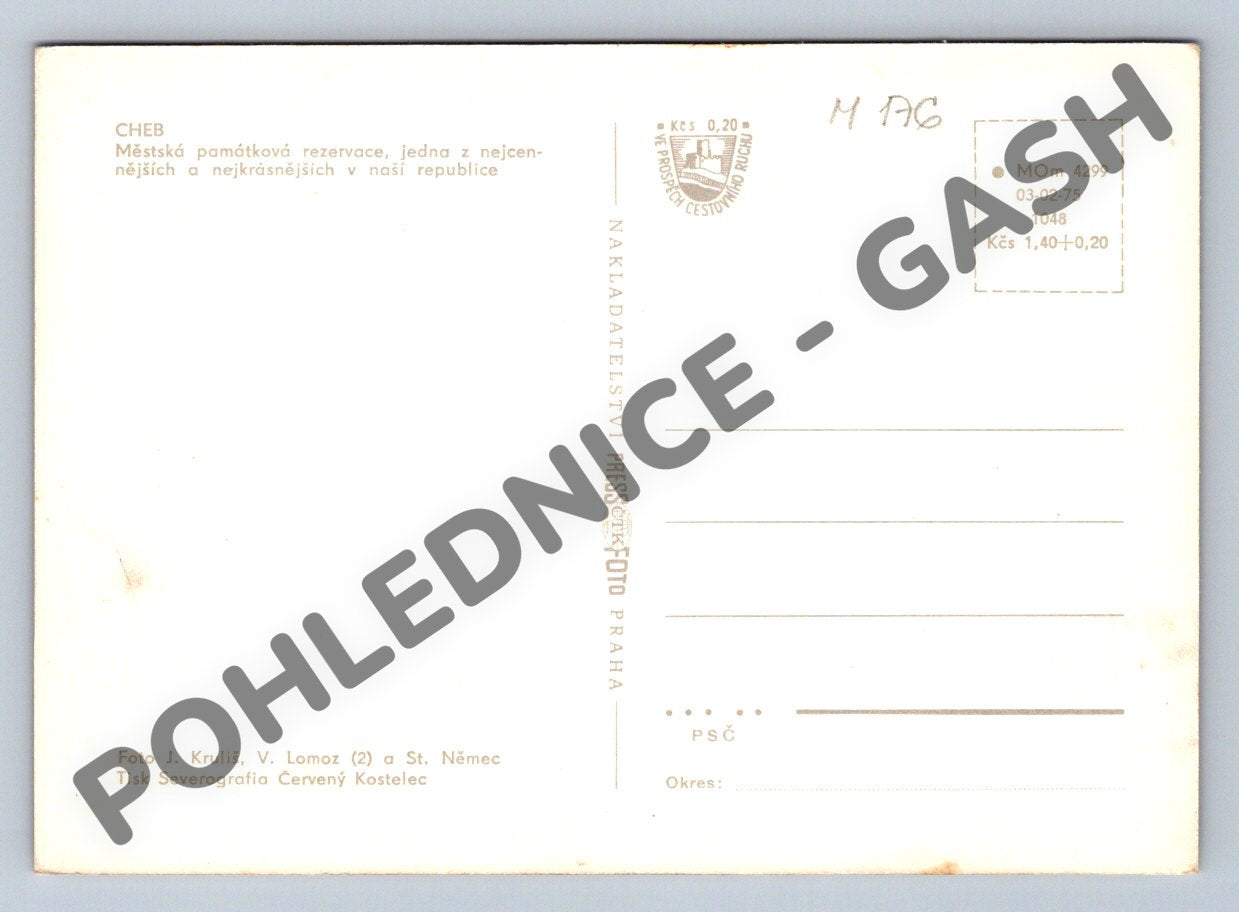 CHEB
Městská památková rezervace, jedna z nejcen-
nějších a nejkrásnějších v naší republice
Kčs 0,20
VE PROSPĚCH CESTOVNÍHO RUCHU
M 176
MOm 4299
03-02-75
1048
Kčs 1,40+0,20
NAKLADATELSTVÍ PRESSFOTO PRAHA
ČTK
PSČ
Okres:
Foto J. Kruliš, V. Lomoz (2) a St. Němec
Tisk Severografia Červený Kostelec
POHLEDNICE - GASH